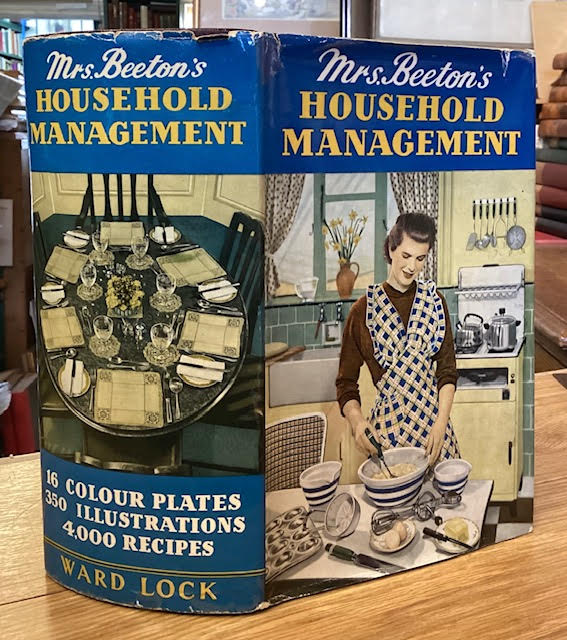 Mrs. Beeton's
HOUSEHOLD
MANAGEMENT
16 COLOUR PLATES
350 ILLUSTRATIONS
4,000 RECIPES
WARD LOCK
Mrs. Beeton's
HOUSEHOLD
MANAGEMENT